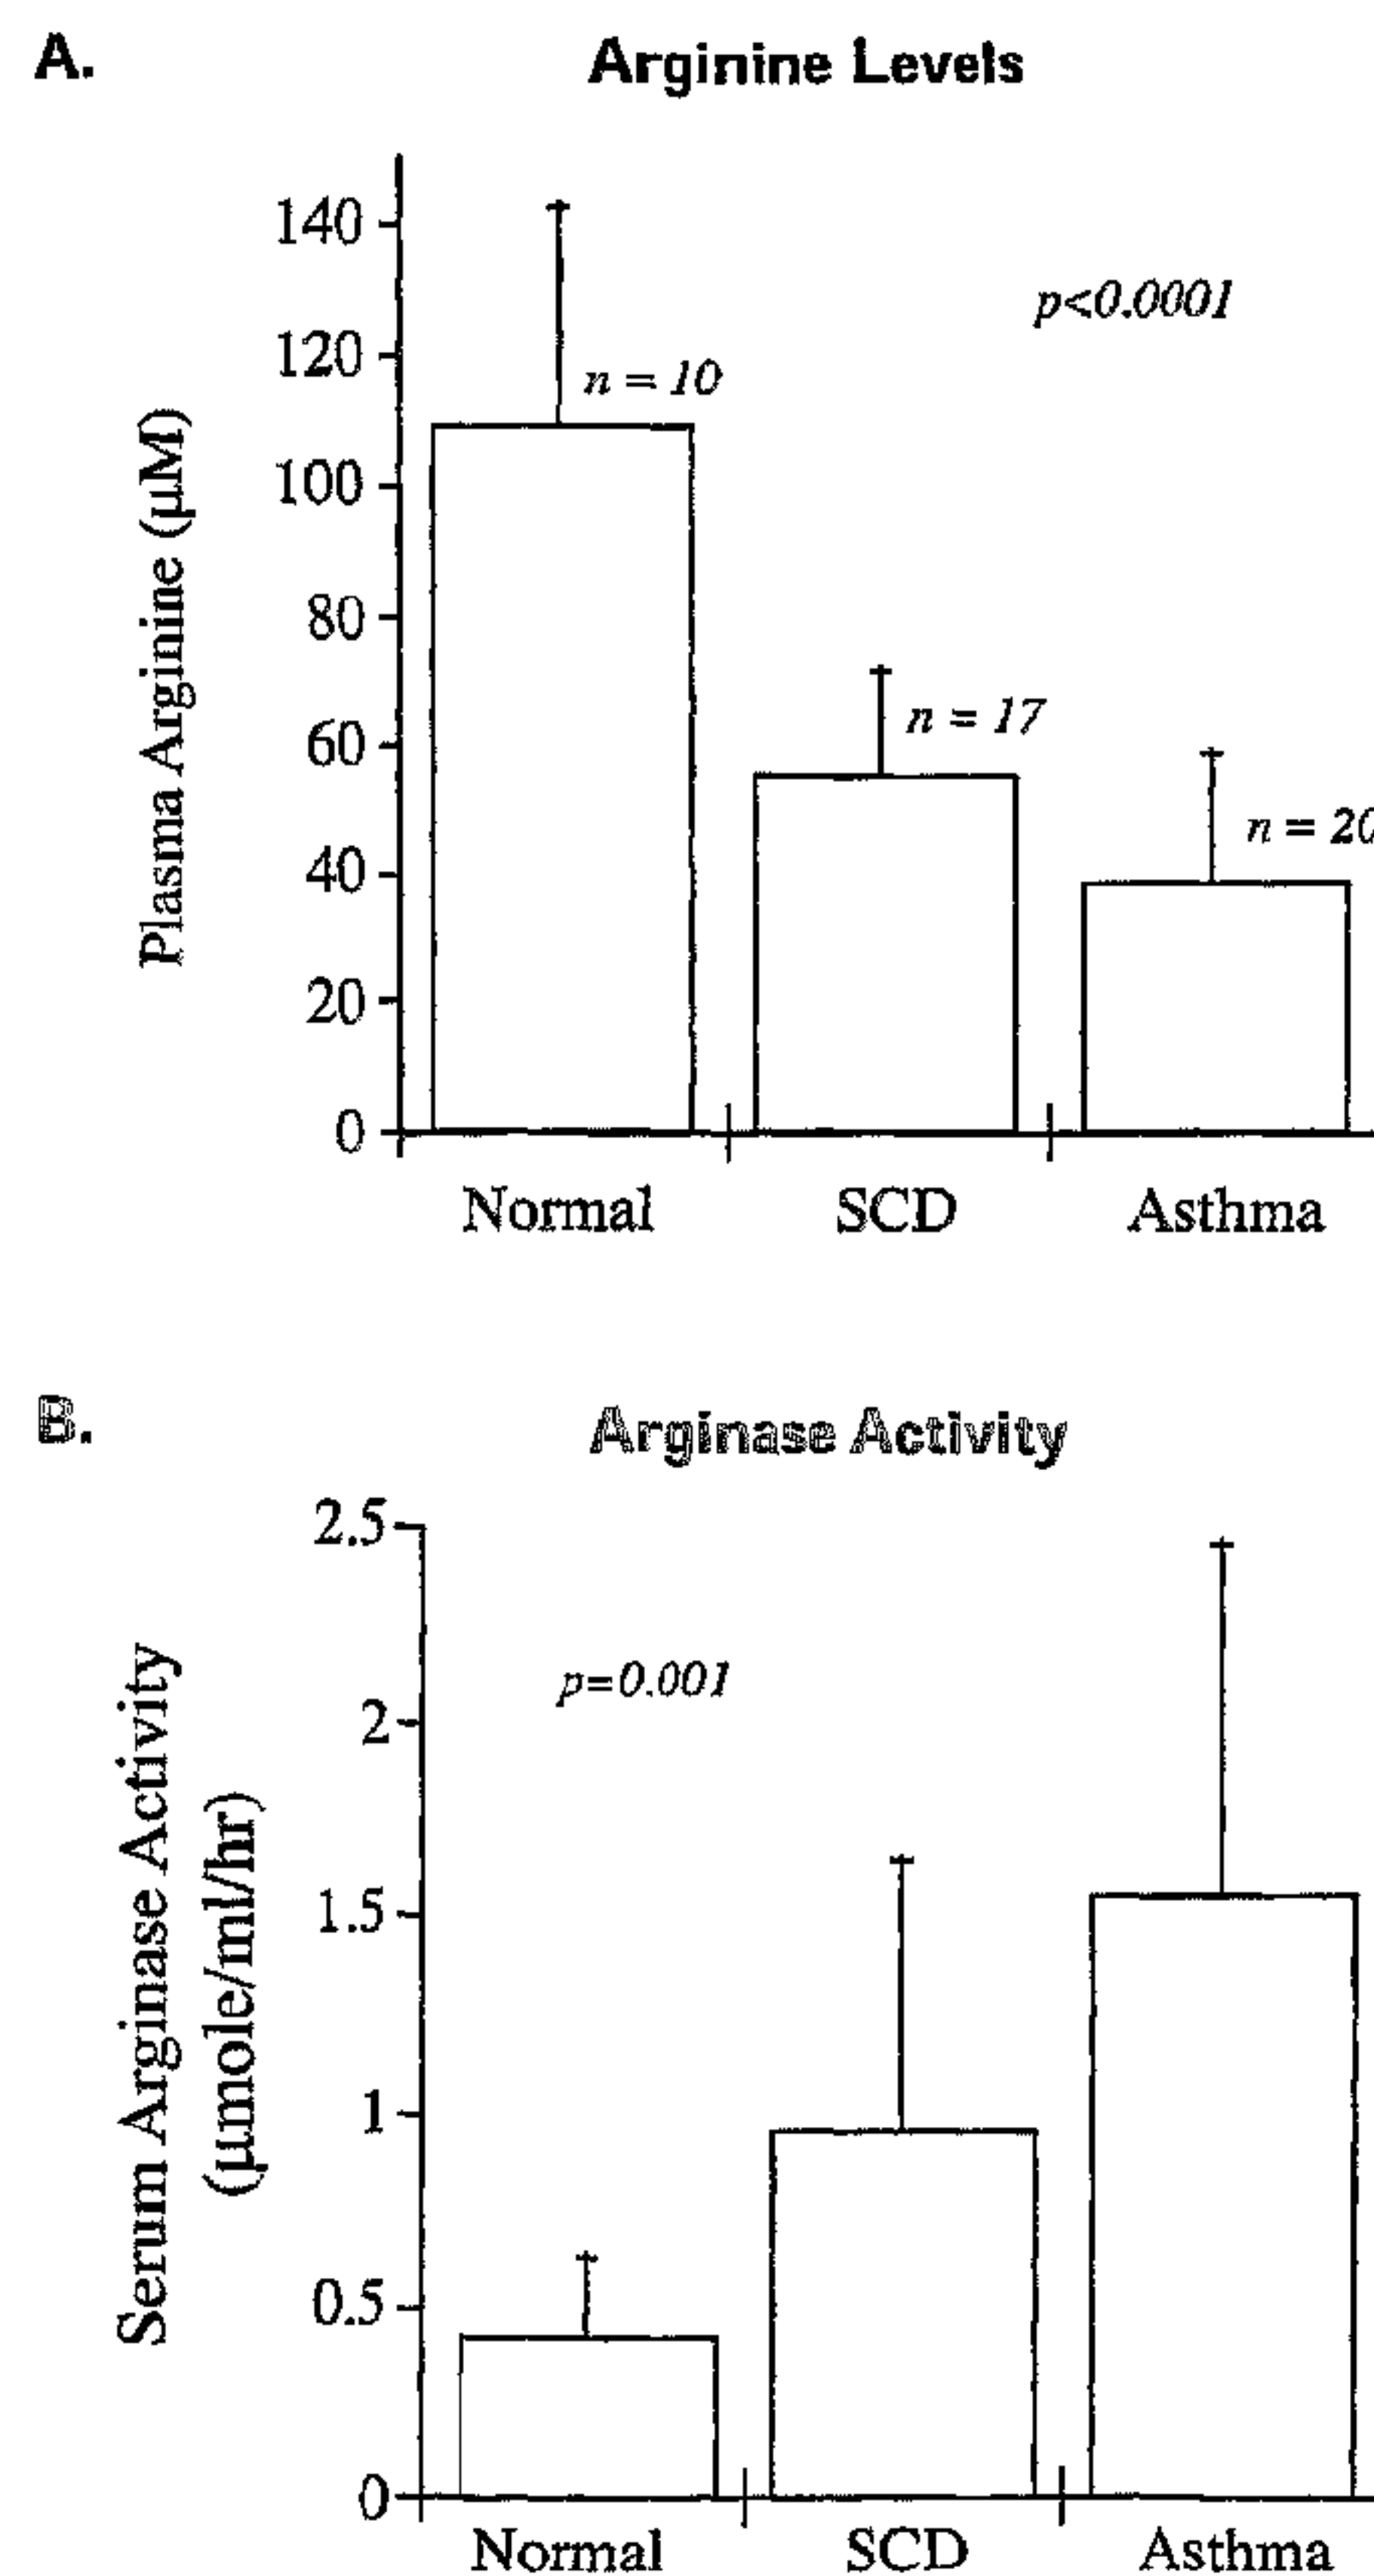 A.
Arginine Levels
140
120
100
80
60
40
20
0
Plasma Arginine (µM)
p<0.0001
n = 10
n = 17
n = 20
Normal SCD Asthma
B.
Arginase Activity
2.5
2
1.5
1
0.5
0
Serum Arginase Activity
(µmole/ml/hr)
p=0.001
Normal SCD Asthma